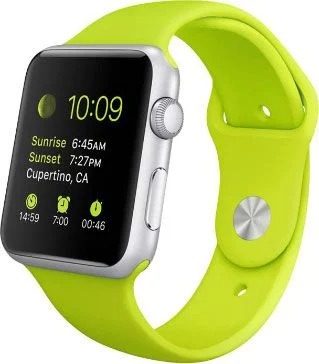 10:09
Sunrise 6:45AM
Sunset 7:27PM
Cupertino, CA
14:59 7:00 00:46